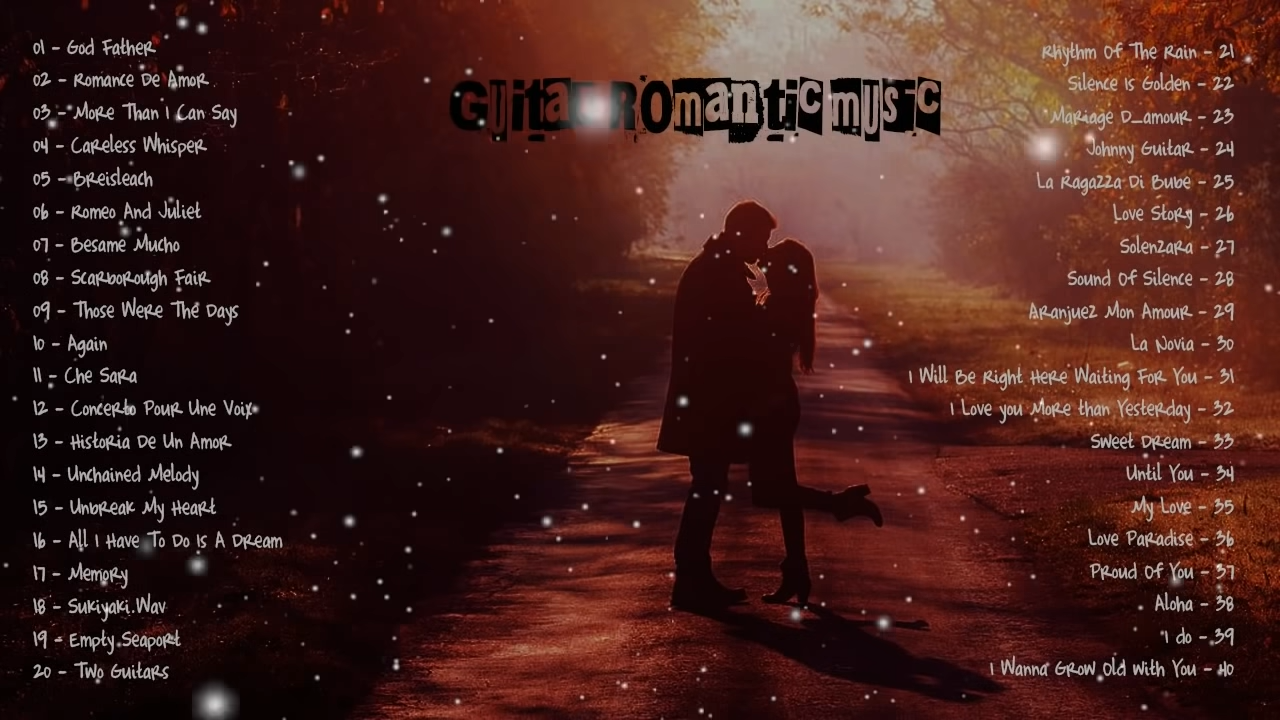 Guitar Romantic music
01 - God Father
02 - Romance De Amor
03 - More Than I Can Say
04 - Careless Whisper
05 - Breisleach
06 - Romeo And Juliet
07 - Besame Mucho
08 - Scarborough Fair
09 - Those Were The Days
10 - Again
11 - Che Sara
12 - Concerto Pour Une Voix
13 - Historia De Un Amor
14 - Unchained Melody
15 - Unbreak My Heart
16 - All I Have To Do Is A Dream
17 - Memory
18 - Sukiyaki.Wav
19 - Empty Seaport
20 - Two Guitars
Rhythm Of The Rain - 21
Silence Is Golden - 22
Mariage D_amour - 23
Johnny Guitar - 24
La Ragazza Di Bube - 25
Love Story - 26
Solenzara - 27
Sound Of Silence - 28
Aranjuez Mon Amour - 29
La Novia - 30
I Will Be Right Here Waiting For You - 31
I Love you More than Yesterday - 32
Sweet Dream - 33
Until You - 34
My Love - 35
Love Paradise - 36
Proud Of You - 37
Aloha - 38
I do - 39
I Wanna Grow Old With You - 40